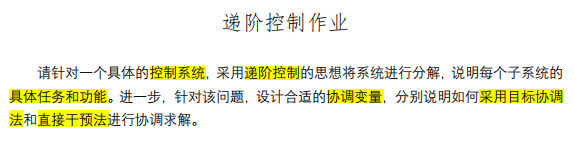 递阶控制作业
请针对一个具体的控制系统，采用递阶控制的思想将系统进行分解，说明每个子系统的
具体任务和功能。进一步，针对该问题，设计合适的协调变量，分别说明如何采用目标协调
法和直接干预法进行协调求解。